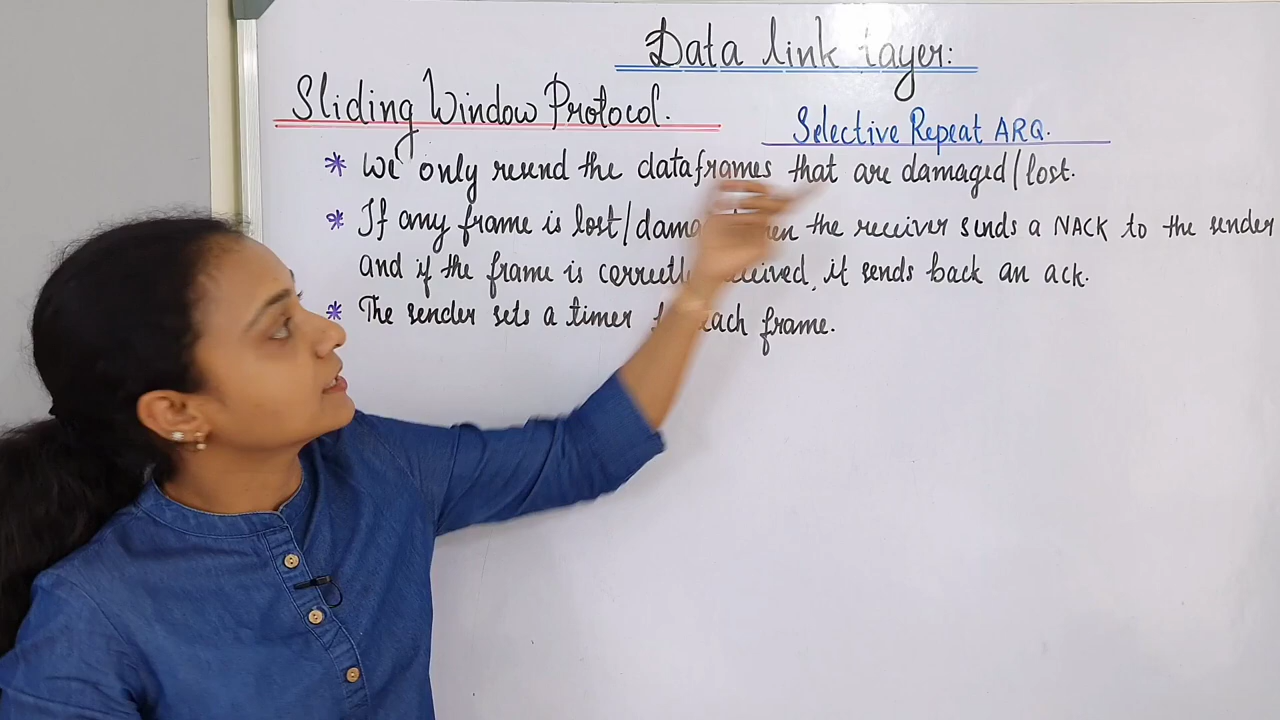 Data link layer:
Sliding Window Protocol.
Selective Repeat ARQ.
* We only resend the dataframes that are damaged/lost.
* If any frame is lost/ the receiver sends a NACK to the sender
and if the frame is received, it sends back an ack.
* The sender sets a timer each frame.